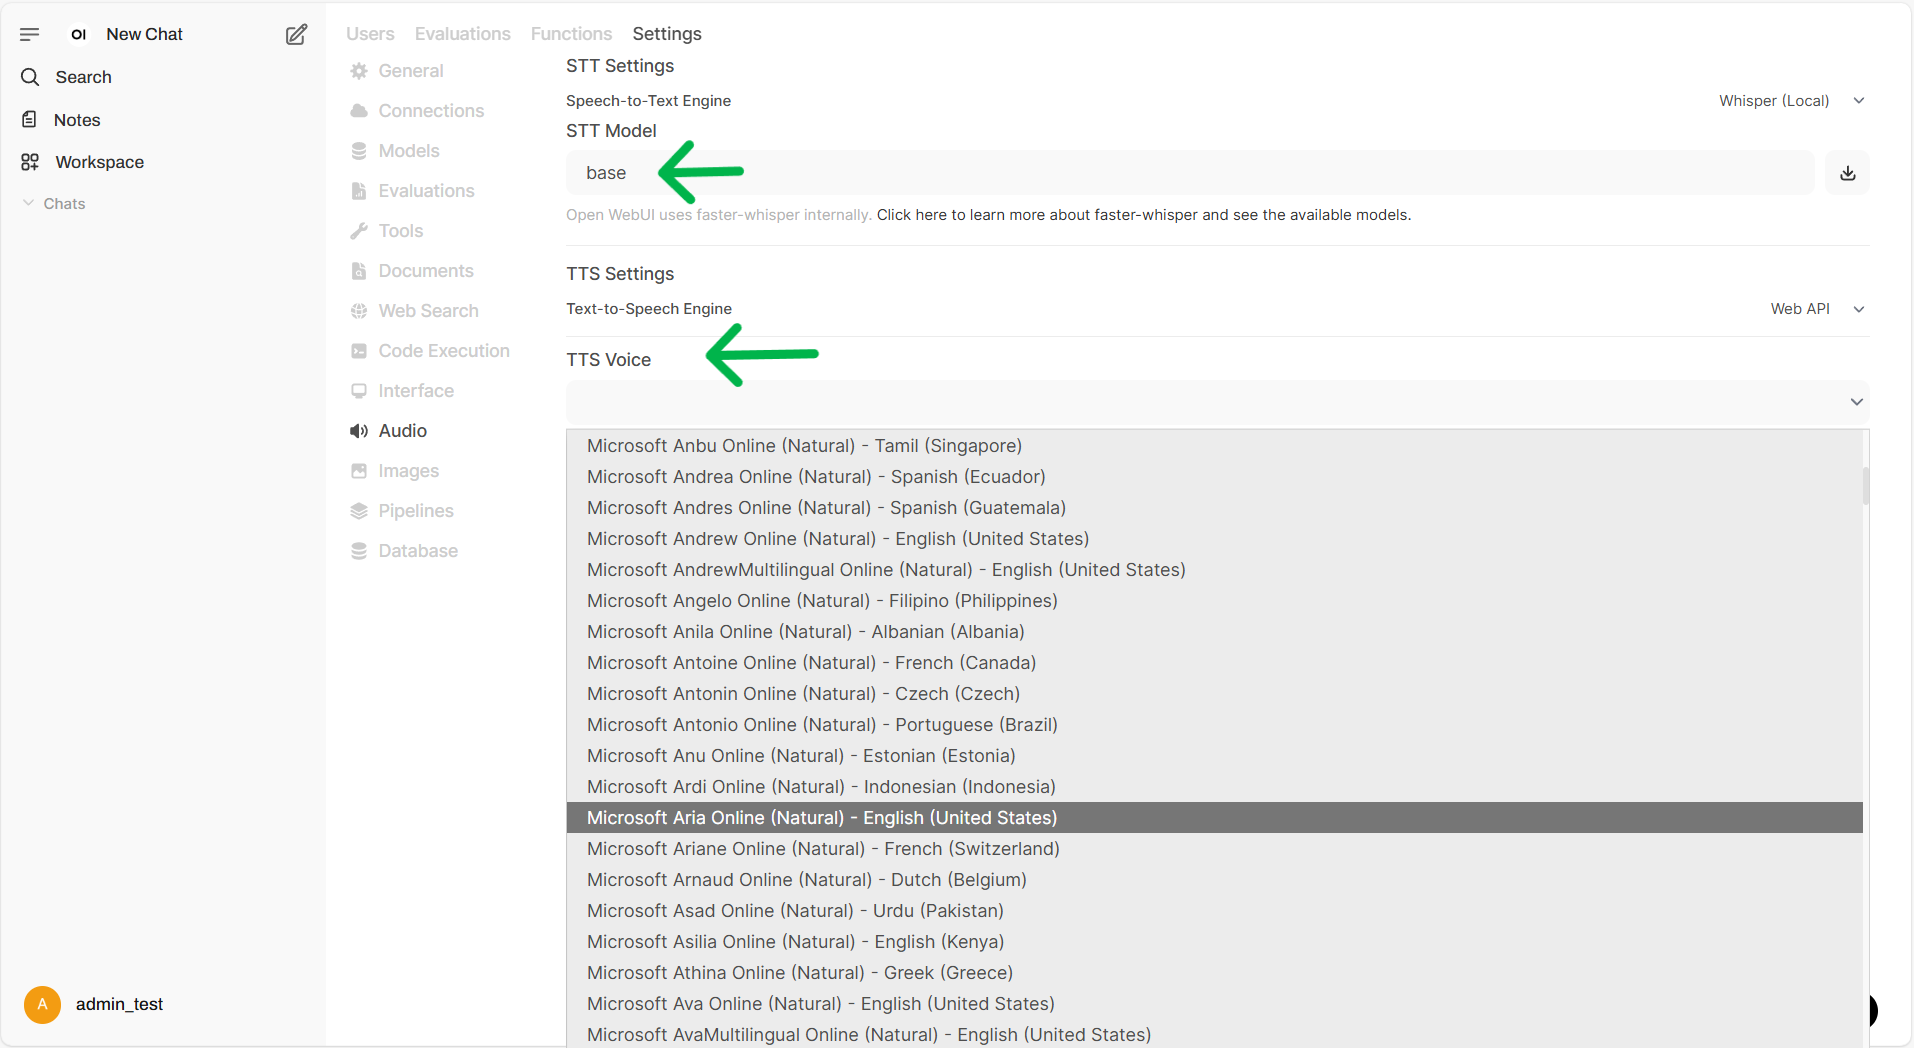 OI New Chat
Search
Notes
Workspace
Chats
A admin_test
Users Evaluations Functions Settings
General
Connections
Models
Evaluations
Tools
Documents
Web Search
Code Execution
Interface
Audio
Images
Pipelines
Database
STT Settings
Speech-to-Text Engine Whisper (Local)
STT Model
base
Open WebUI uses faster-whisper internally. Click here to learn more about faster-whisper and see the available models.
TTS Settings
Text-to-Speech Engine Web API
TTS Voice
Microsoft Anbu Online (Natural) - Tamil (Singapore)
Microsoft Andrea Online (Natural) - Spanish (Ecuador)
Microsoft Andres Online (Natural) - Spanish (Guatemala)
Microsoft Andrew Online (Natural) - English (United States)
Microsoft AndrewMultilingual Online (Natural) - English (United States)
Microsoft Angelo Online (Natural) - Filipino (Philippines)
Microsoft Anila Online (Natural) - Albanian (Albania)
Microsoft Antoine Online (Natural) - French (Canada)
Microsoft Antonin Online (Natural) - Czech (Czech)
Microsoft Antonio Online (Natural) - Portuguese (Brazil)
Microsoft Anu Online (Natural) - Estonian (Estonia)
Microsoft Ardi Online (Natural) - Indonesian (Indonesia)
Microsoft Aria Online (Natural) - English (United States)
Microsoft Ariane Online (Natural) - French (Switzerland)
Microsoft Arnaud Online (Natural) - Dutch (Belgium)
Microsoft Asad Online (Natural) - Urdu (Pakistan)
Microsoft Asilia Online (Natural) - English (Kenya)
Microsoft Athina Online (Natural) - Greek (Greece)
Microsoft Ava Online (Natural) - English (United States)
Microsoft AvaMultilingual Online (Natural) - English (United States)